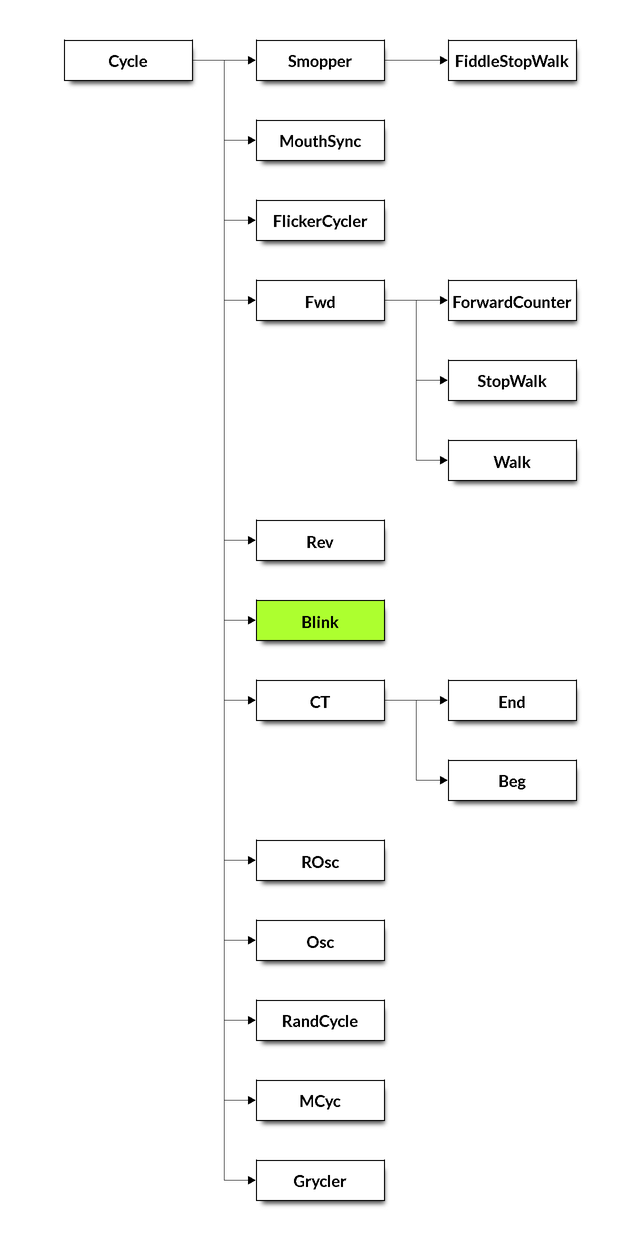 Cycle
Smopper
FiddleStopWalk
MouthSync
FlickerCycler
Fwd
ForwardCounter
StopWalk
Walk
Rev
Blink
CT
End
Beg
ROsc
Osc
RandCycle
MCyc
Grycler